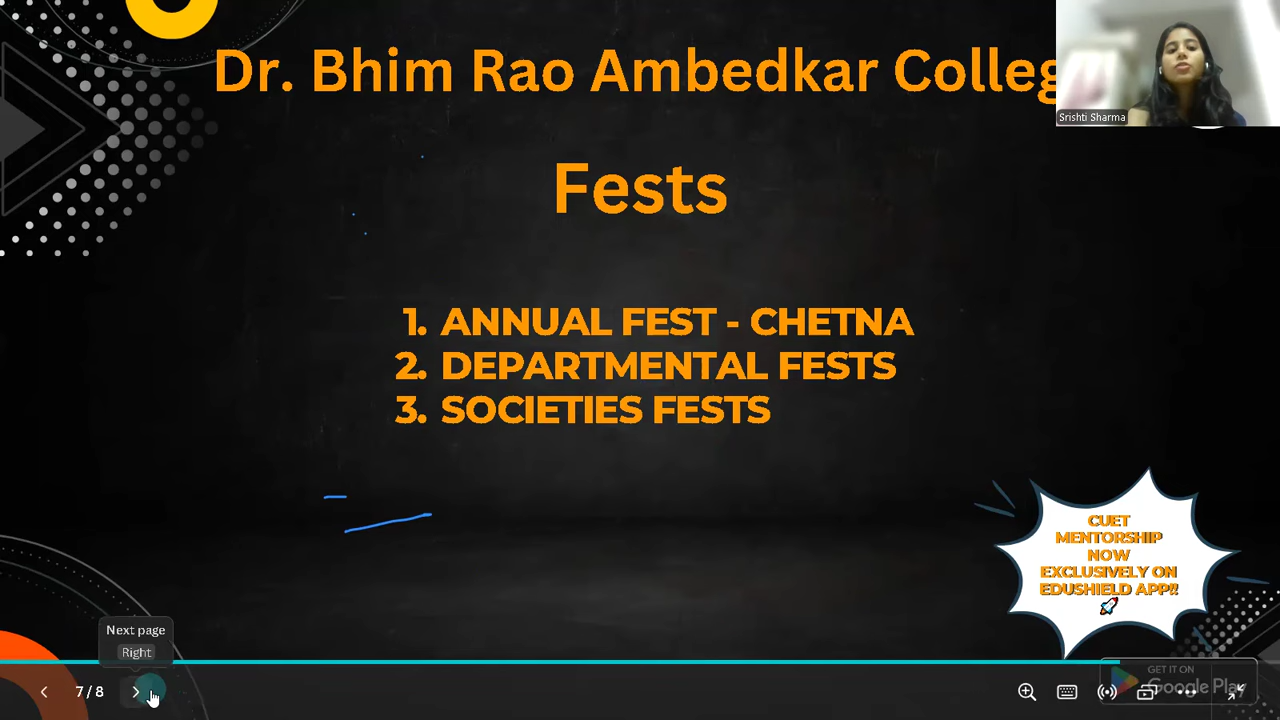 Dr. Bhim Rao Ambedkar Colleg
Srishti Sharma
Fests
1. ANNUAL FEST - CHETNA
2. DEPARTMENTAL FESTS
3. SOCIETIES FESTS
CUET
MENTORSHIP
NOW
EXCLUSIVELY ON
EDUSHIELD APP!!
🚀
Next page
Right
7 / 8
GET IT ON
Google Play